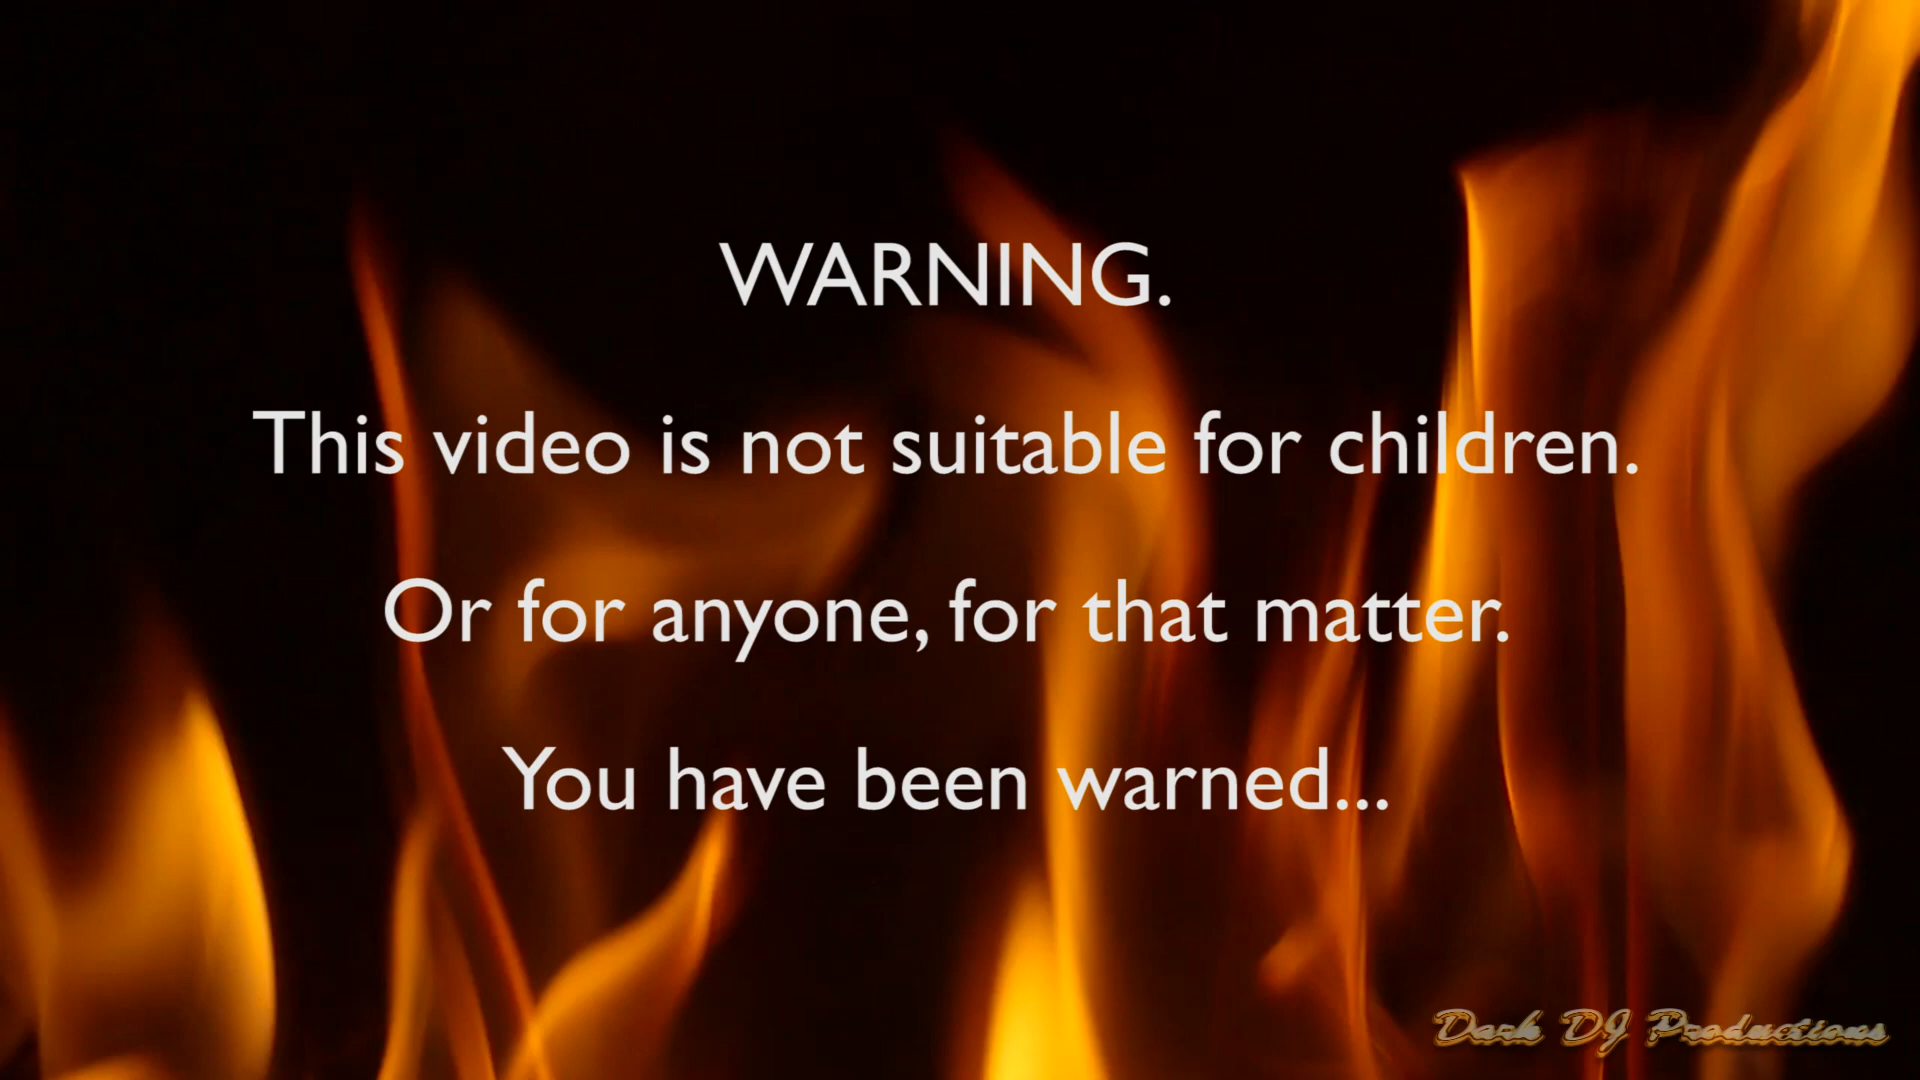 WARNING.
This video is not suitable for children.
Or for anyone, for that matter.
You have been warned...
Dark DJ Productions